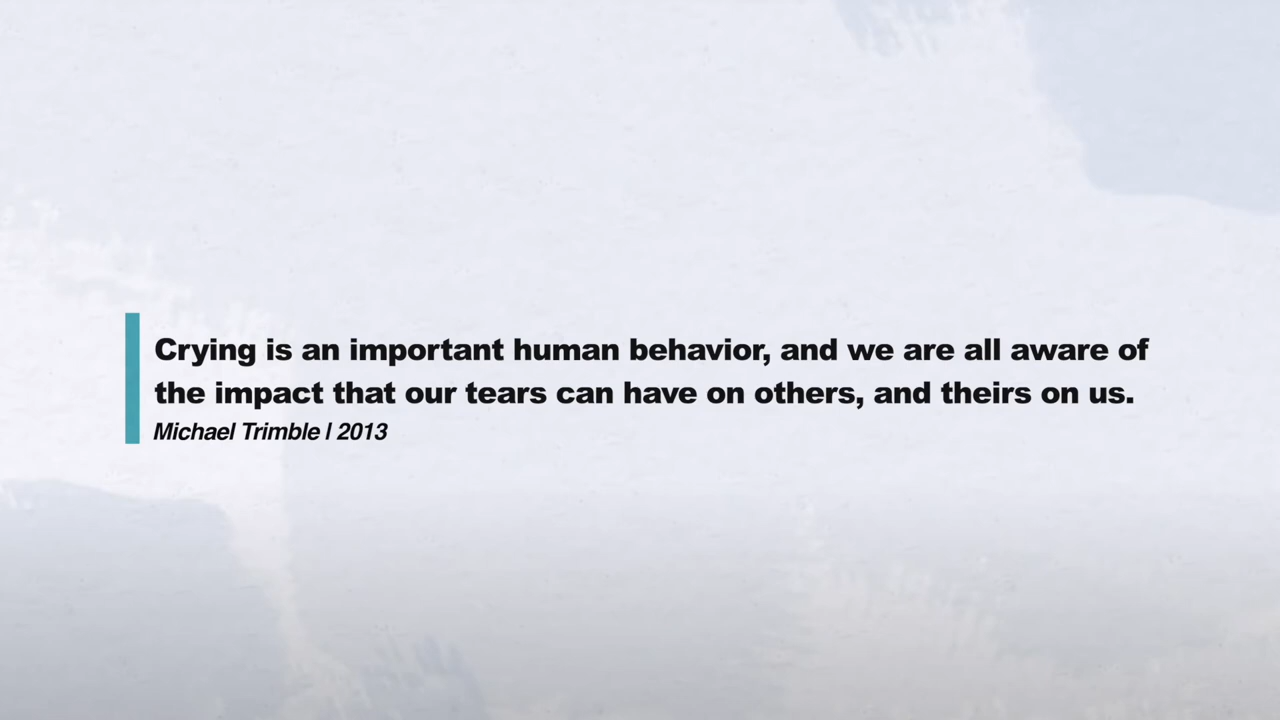 Crying is an important human behavior, and we are all aware of
the impact that our tears can have on others, and theirs on us.
Michael Trimble | 2013